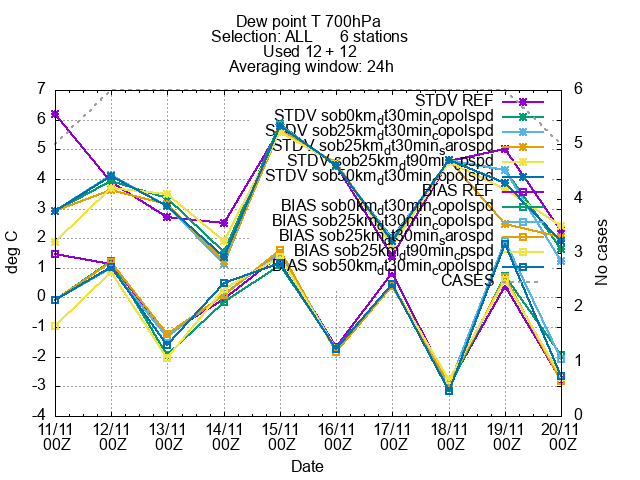 Dew point T 700hPa
Selection: ALL 6 stations
Used 12 + 12
Averaging window: 24h
STDV REF
STDV sob0km_dt30min_copolspd
STDV sob25km_dt30min_copolspd
STDV sob25km_dt30min_sarospd
STDV sob25km_dt90min_cpspd
STDV sob50km_dt30min_copolspd
BIAS REF
BIAS sob0km_dt30min_copolspd
BIAS sob25km_dt30min_copolspd
BIAS sob25km_dt30min_sarospd
BIAS sob25km_dt90min_cpspd
BIAS sob50km_dt30min_copolspd
CASES
7
6
5
4
3
2
1
0
-1
-2
-3
-4
deg C
6
5
4
3
2
1
0
No cases
11/11 12/11 13/11 14/11 15/11 16/11 17/11 18/11 19/11 20/11
00Z 00Z 00Z 00Z 00Z 00Z 00Z 00Z 00Z 00Z
Date